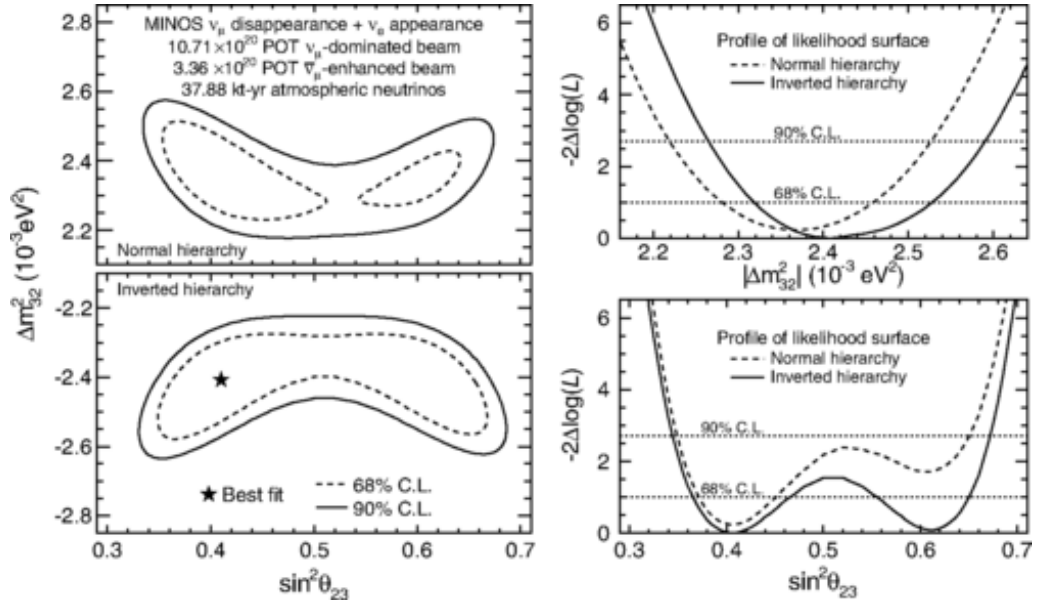 MINOS νμ disappearance + νe appearance
10.71×10²⁰ POT νμ-dominated beam
3.36×10²⁰ POT ν̄μ-enhanced beam
37.88 kt-yr atmospheric neutrinos
2.8
2.6
2.4
2.2
Normal hierarchy
Δm²₃₂ (10⁻³eV²)
Inverted hierarchy
-2.2
-2.4
-2.6
-2.8
Best fit
68% C.L.
90% C.L.
0.3 0.4 0.5 0.6 0.7
sin²θ₂₃
-2Δlog(L)
6
4
2
0
Profile of likelihood surface
Normal hierarchy
Inverted hierarchy
90% C.L.
68% C.L.
2.2 2.3 2.4 2.5 2.6
|Δm²₃₂| (10⁻³ eV²)
-2Δlog(L)
6
4
2
0
Profile of likelihood surface
Normal hierarchy
Inverted hierarchy
90% C.L.
68% C.L.
0.3 0.4 0.5 0.6 0.7
sin²θ₂₃